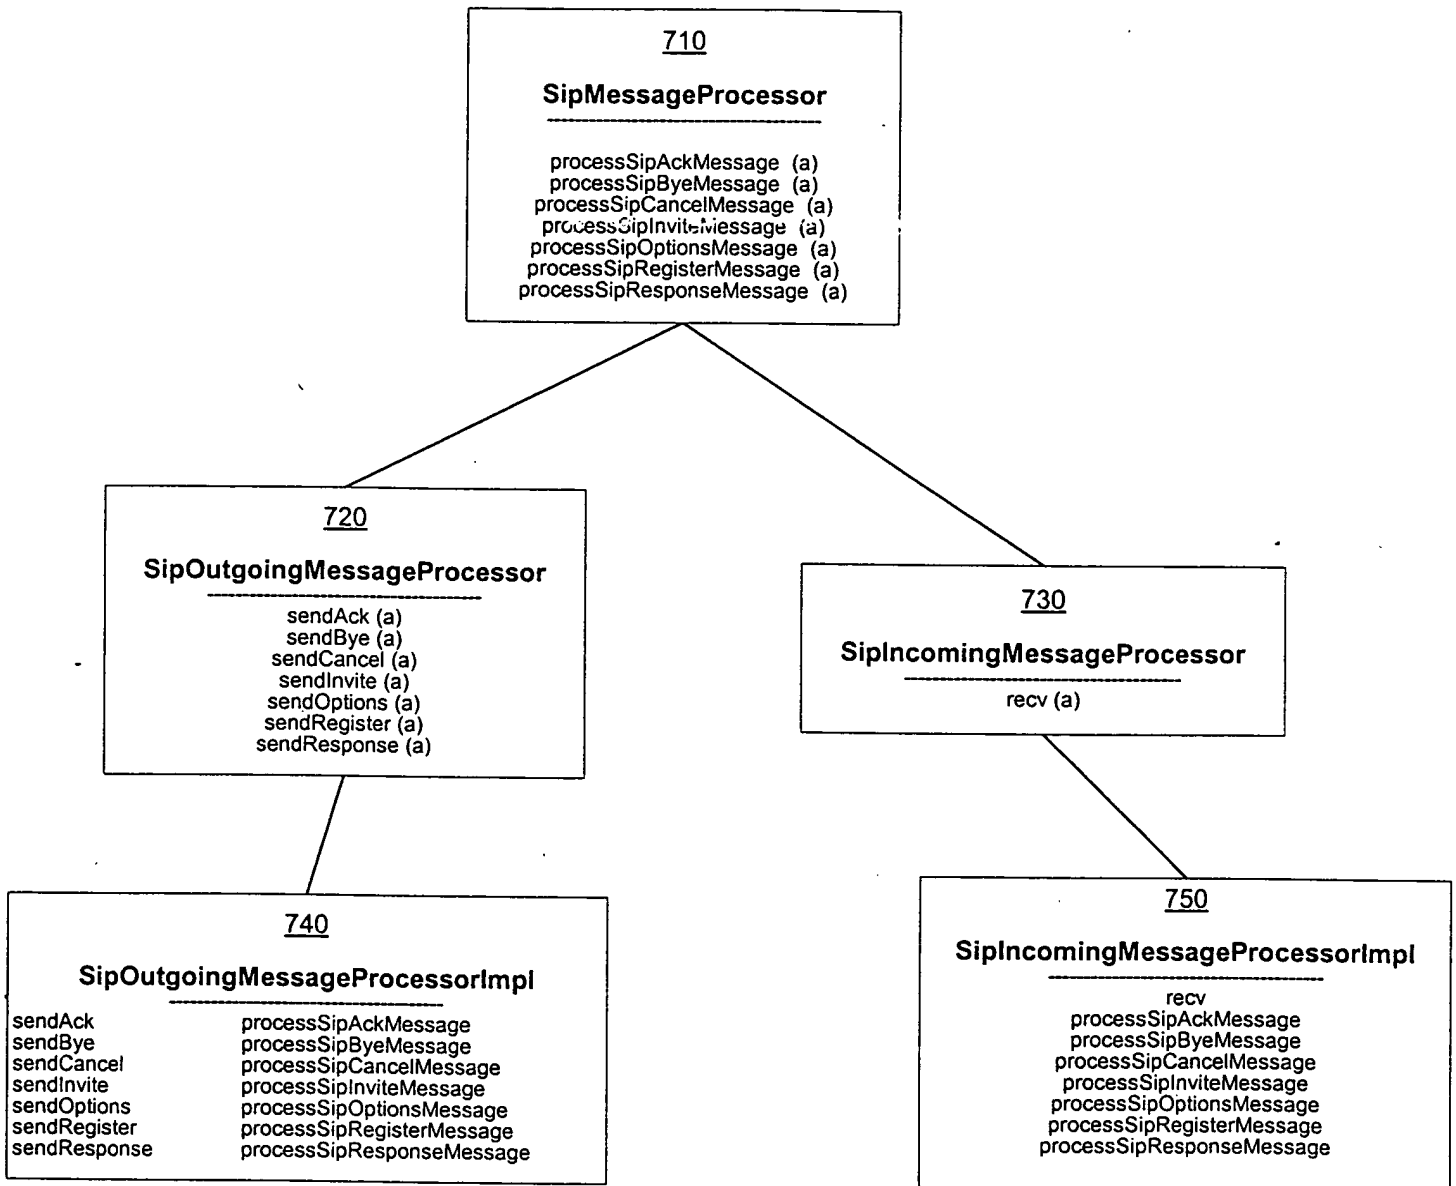 710
SipMessageProcessor
processSipAckMessage (a)
processSipByeMessage (a)
processSipCancelMessage (a)
processSipInviteMessage (a)
processSipOptionsMessage (a)
processSipRegisterMessage (a)
processSipResponseMessage (a)
720
SipOutgoingMessageProcessor
sendAck (a)
sendBye (a)
sendCancel (a)
sendInvite (a)
sendOptions (a)
sendRegister (a)
sendResponse (a)
730
SipIncomingMessageProcessor
recv (a)
740
SipOutgoingMessageProcessorImpl
sendAck processSipAckMessage
sendBye processSipByeMessage
sendCancel processSipCancelMessage
sendInvite processSipInviteMessage
sendOptions processSipOptionsMessage
sendRegister processSipRegisterMessage
sendResponse processSipResponseMessage
750
SipIncomingMessageProcessorImpl
recv
processSipAckMessage
processSipByeMessage
processSipCancelMessage
processSipInviteMessage
processSipOptionsMessage
processSipRegisterMessage
processSipResponseMessage